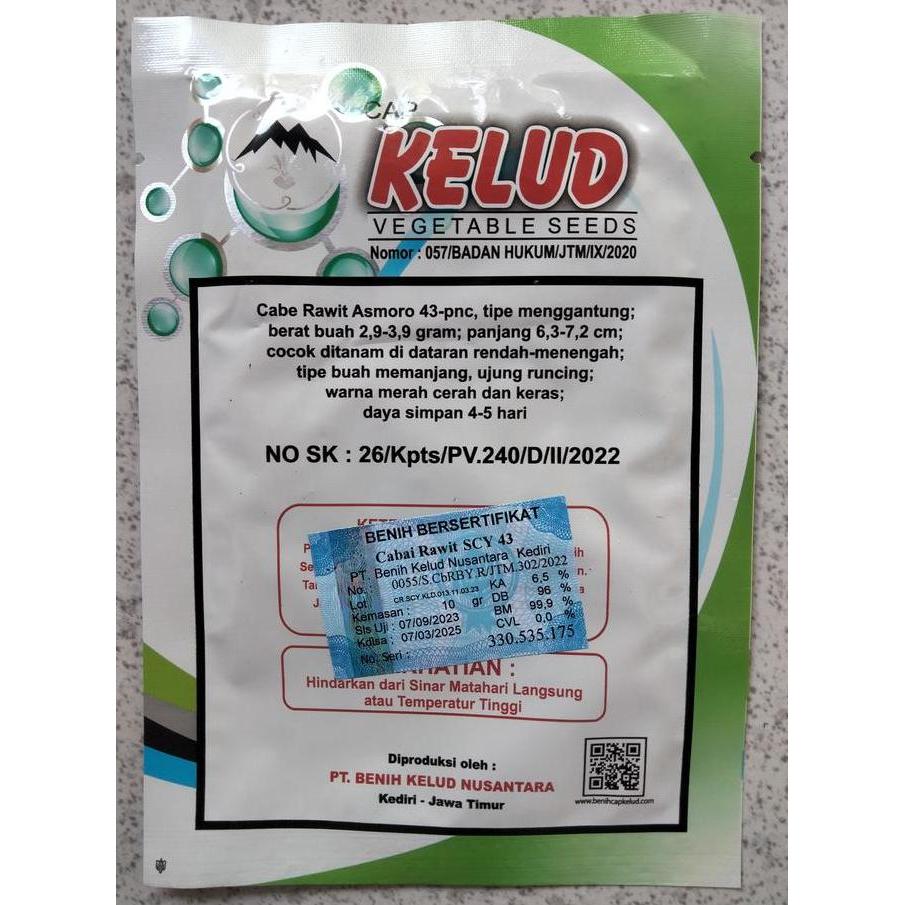 CAP
KELUD
VEGETABLE SEEDS
Nomor : 057/BADAN HUKUM/JTM/IX/2020
Cabe Rawit Asmoro 43-pnc, tipe menggantung;
berat buah 2,9-3,9 gram; panjang 6,3-7,2 cm;
cocok ditanam di dataran rendah-menengah;
tipe buah memanjang, ujung runcing;
warna merah cerah dan keras;
daya simpan 4-5 hari
NO SK : 26/Kpts/PV.240/D/II/2022
BENIH BERSERTIFIKAT
Cabai Rawit SCY 43
PT. Benih Kelud Nusantara Kediri
No. 0055/S.CbRBY.R/JTM.302/2022
Lot CR.SCY.KLD.013.11.03.23 KA 6,5 %
Kemasan : 10 gr DB 96 %
Sls Uji : 07/09/2023 BM 99,9 %
Kdlsa : 07/03/2025 CVL 0,0 %
No. Seri : 330.535.175
Hindarkan dari Sinar Matahari Langsung
atau Temperatur Tinggi
Diproduksi oleh :
PT. BENIH KELUD NUSANTARA
Kediri - Jawa Timur
www.benihcapkelud.com